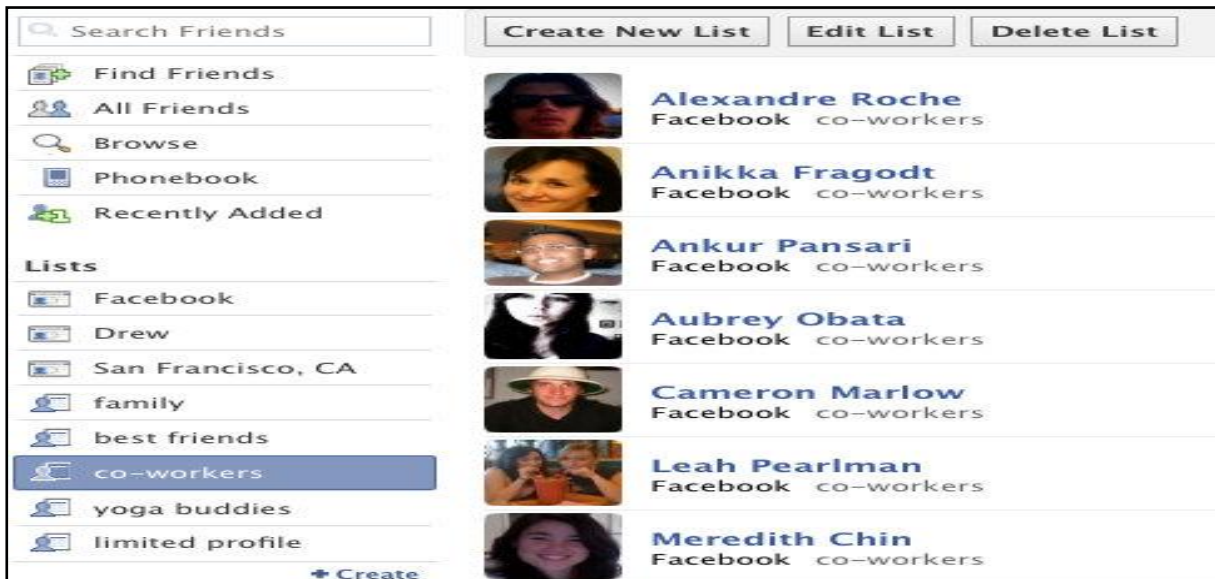 Search Friends
Find Friends
All Friends
Browse
Phonebook
Recently Added
Lists
Facebook
Drew
San Francisco, CA
family
best friends
co-workers
yoga buddies
limited profile
+ Create
Create New List
Edit List
Delete List
Alexandre Roche
Facebook co-workers
Anikka Fragodt
Facebook co-workers
Ankur Pansari
Facebook co-workers
Aubrey Obata
Facebook co-workers
Cameron Marlow
Facebook co-workers
Leah Pearlman
Facebook co-workers
Meredith Chin
Facebook co-workers